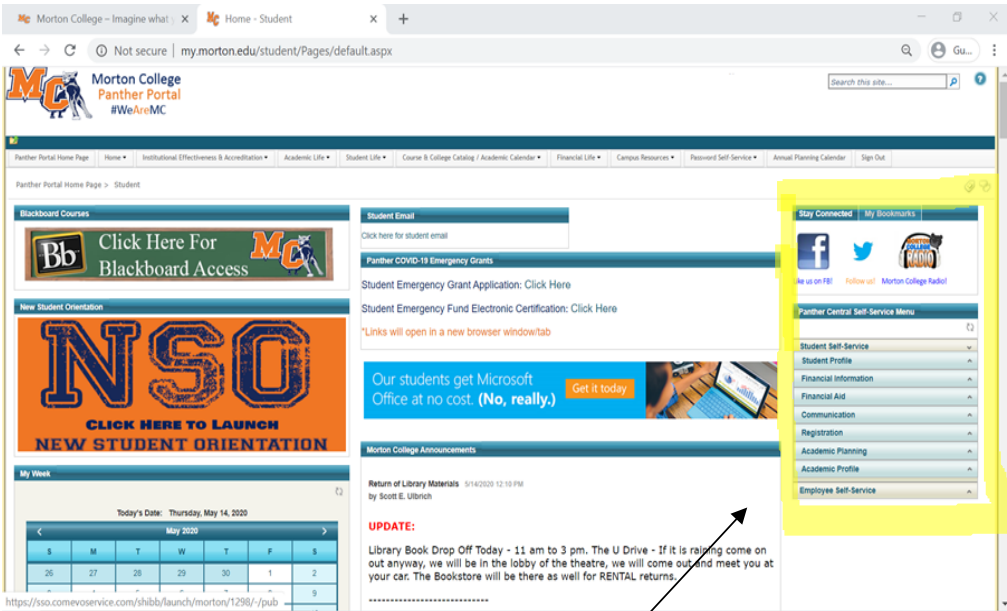 Morton College – Imagine what y
Home - Student
Not secure | my.morton.edu/student/Pages/default.aspx
Gu...
MC
Morton College
Panther Portal
#WeAreMC
Search this site...
Panther Portal Home Page
Home
Institutional Effectiveness & Accreditation
Academic Life
Student Life
Course & College Catalog / Academic Calendar
Financial Life
Campus Resources
Password Self-Service
Annual Planning Calendar
Sign Out
Panther Portal Home Page > Student
Blackboard Courses
Bb
Click Here For
Blackboard Access
MC
New Student Orientation
NSO
CLICK HERE TO LAUNCH
NEW STUDENT ORIENTATION
My Week
Today's Date: Thursday, May 14, 2020
May 2020
S M T W T F S
26 27 28 29 30 1 2
9
https://sso.comevoservice.com/shibb/launch/morton/1298/-/pub
Student Email
Click here for student email
Panther COVID-19 Emergency Grants
Student Emergency Grant Application: Click Here
Student Emergency Fund Electronic Certification: Click Here
*Links will open in a new browser window/tab
Our students get Microsoft
Office at no cost. (No, really.)
Get it today
Morton College Announcements
Return of Library Materials 5/14/2020 12:10 PM
by Scott E. Ulbrich
UPDATE:
Library Book Drop Off Today - 11 am to 3 pm. The U Drive - If it is raining come on
out anyway, we will be in the lobby of the theatre, we will come out and meet you at
your car. The Bookstore will be there as well for RENTAL returns.
----------------------------
Stay Connected
My Bookmarks
MORTON
COLLEGE
RADIO
ike us on FB!
Follow us!
Morton College Radio!
Panther Central Self-Service Menu
Student Self-Service
Student Profile
Financial Information
Financial Aid
Communication
Registration
Academic Planning
Academic Profile
Employee Self-Service